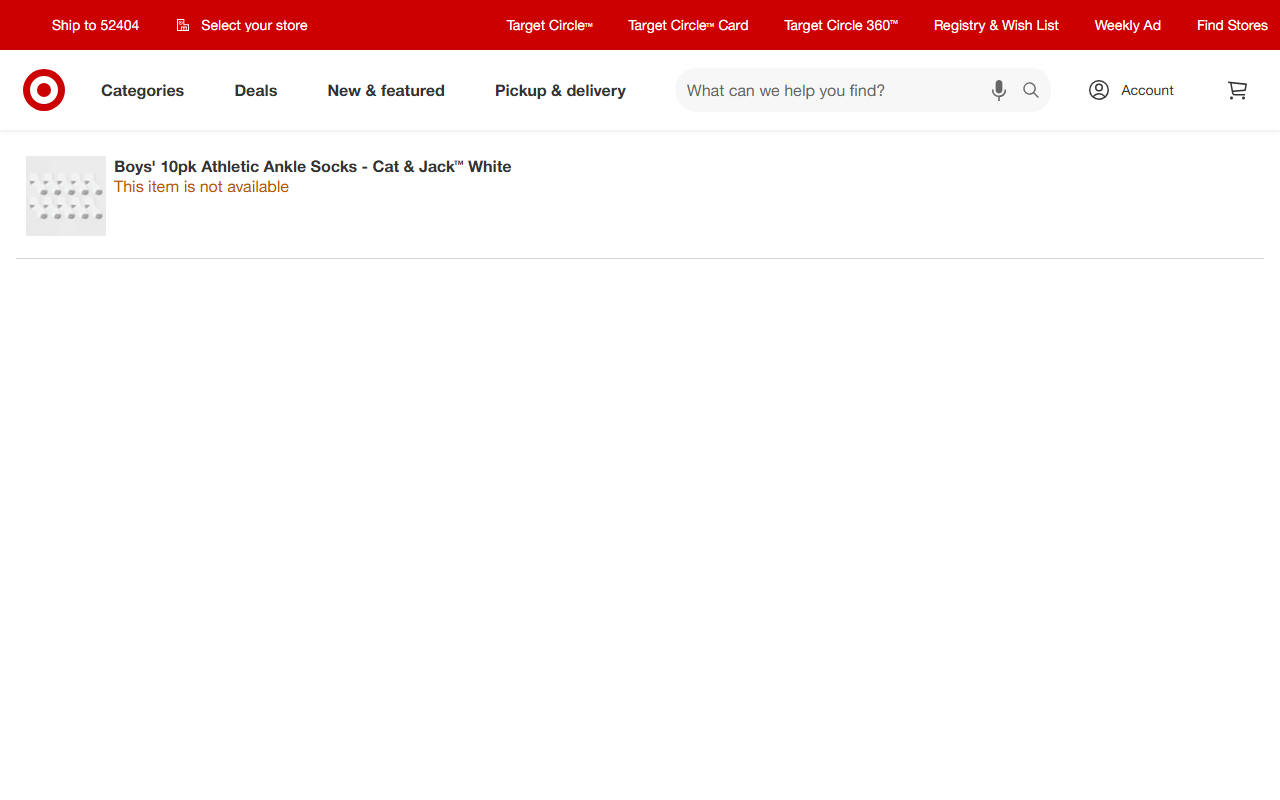 Ship to 52404
Select your store
Target Circle™
Target Circle™ Card
Target Circle 360™
Registry & Wish List
Weekly Ad
Find Stores
Categories
Deals
New & featured
Pickup & delivery
What can we help you find?
Account
Boys' 10pk Athletic Ankle Socks - Cat & Jack™ White
This item is not available